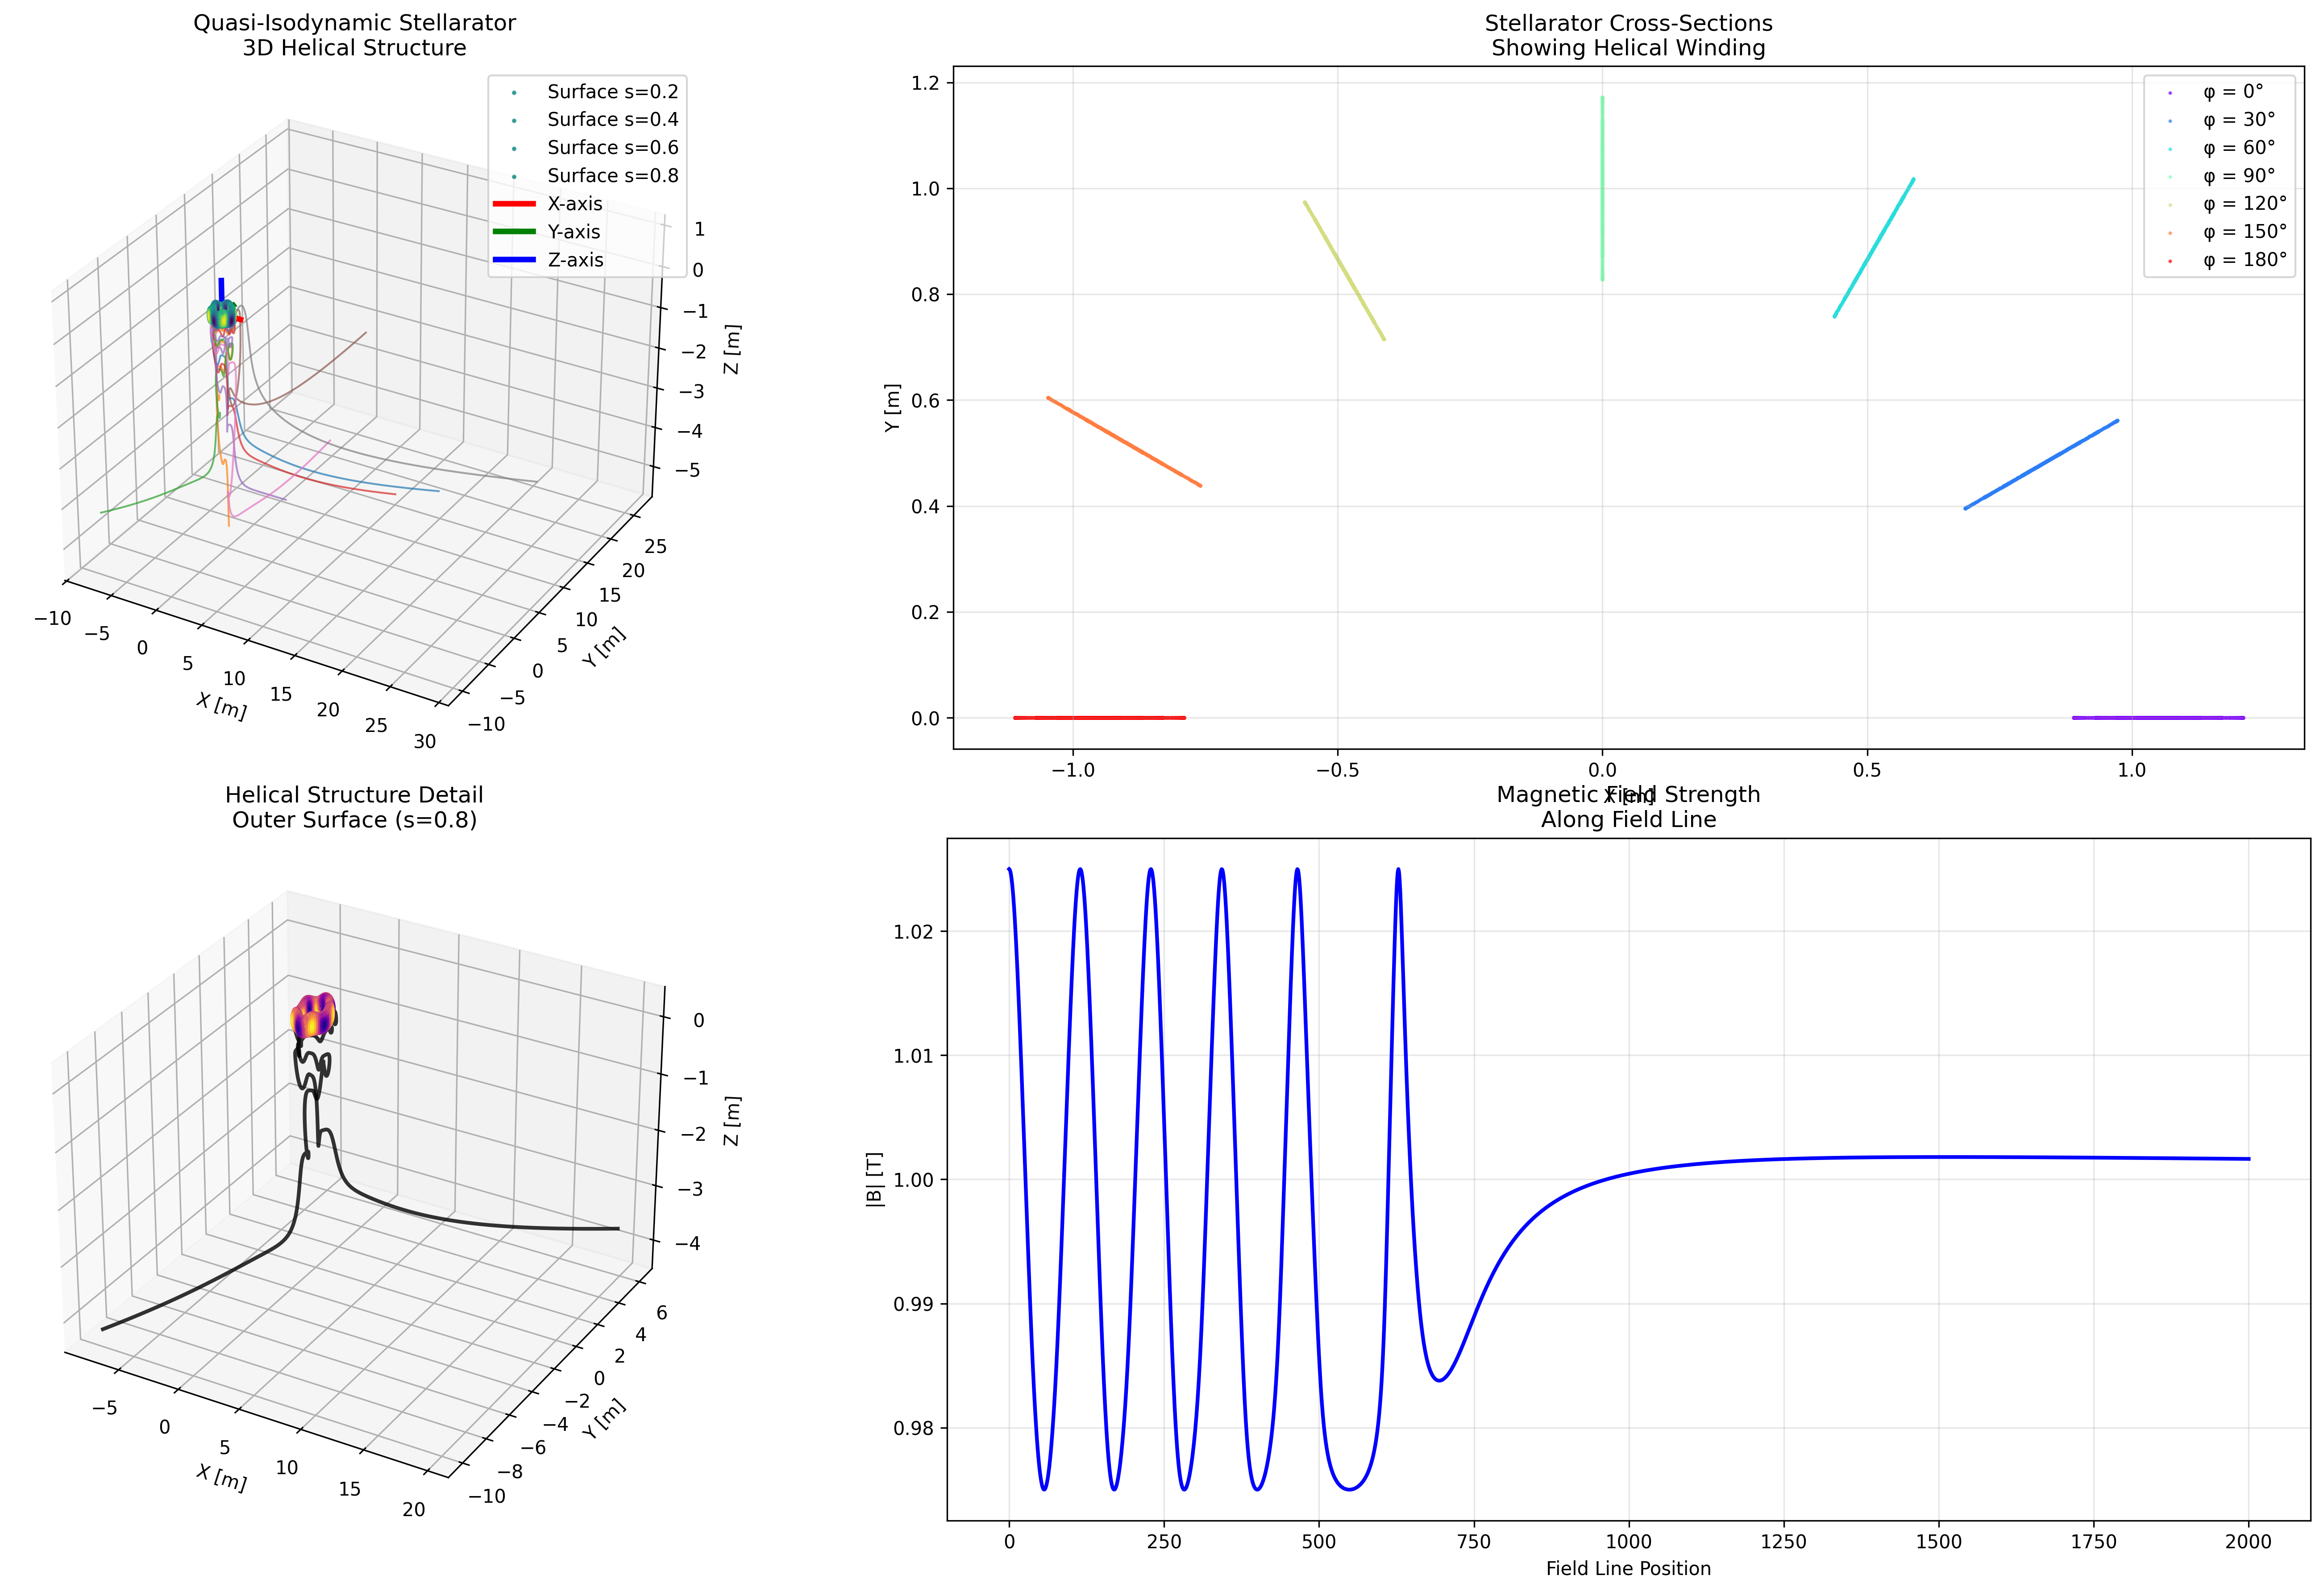 Quasi-Isodynamic Stellarator
3D Helical Structure
Surface s=0.2
Surface s=0.4
Surface s=0.6
Surface s=0.8
X-axis
Y-axis
Z-axis
1
0
−1
−2
−3
−4
−5
Z [m]
−10
−5
0
5
10
15
20
25
30
X [m]
−10
−5
0
5
10
15
20
25
Y [m]
Stellarator Cross-Sections
Showing Helical Winding
φ = 0°
φ = 30°
φ = 60°
φ = 90°
φ = 120°
φ = 150°
φ = 180°
1.2
1.0
0.8
0.6
0.4
0.2
0.0
Y [m]
−1.0
−0.5
0.0
0.5
1.0
X [m]
Helical Structure Detail
Outer Surface (s=0.8)
0
−1
−2
−3
−4
Z [m]
−5
0
5
10
15
20
X [m]
−10
−8
−6
−4
−2
0
2
4
6
Y [m]
Magnetic Field Strength
Along Field Line
1.02
1.01
1.00
0.99
0.98
|B| [T]
0
250
500
750
1000
1250
1500
1750
2000
Field Line Position